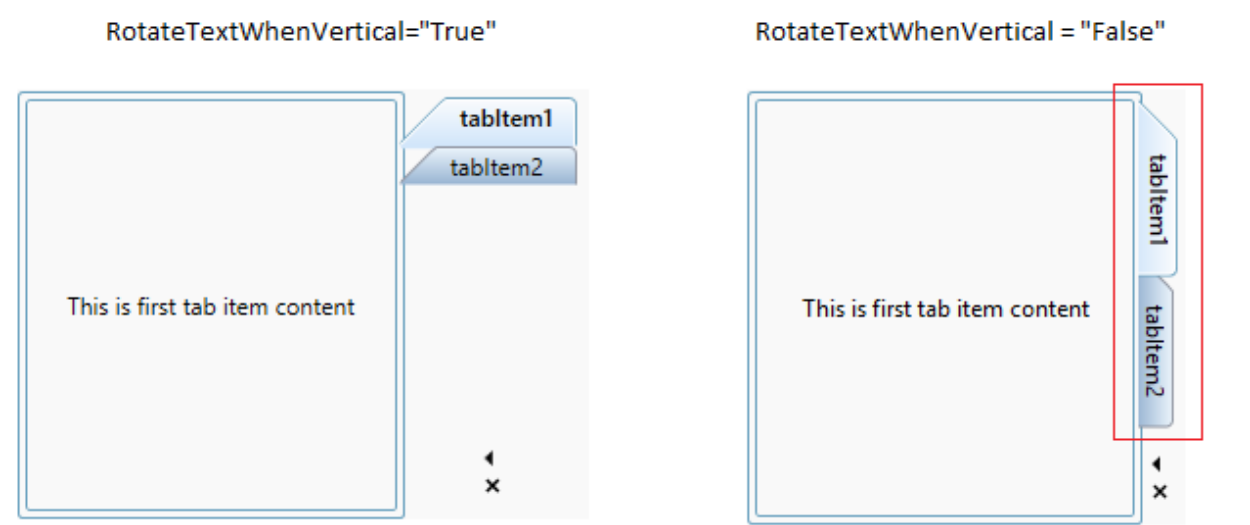 RotateTextWhenVertical="True"
RotateTextWhenVertical = "False"
tabItem1
tabItem2
This is first tab item content
tabItem1
tabItem2
This is first tab item content